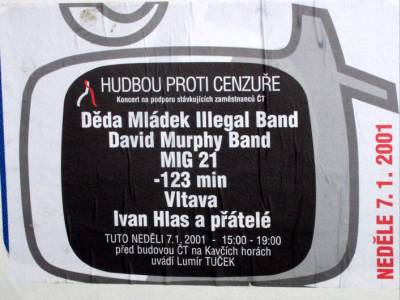 HUDBOU PROTI CENZUŘE
Koncert na podporu stávkujících zaměstnanců ČT
Děda Mládek Illegal Band
David Murphy Band
MIG 21
-123 min
Vltava
Ivan Hlas a přátelé
TUTO NEDĚLI 7.1. 2001 - 15:00 - 19:00
před budovou ČT na Kavčích horách
uvádí Lumír TUČEK
NEDĚLE 7. 1. 2001